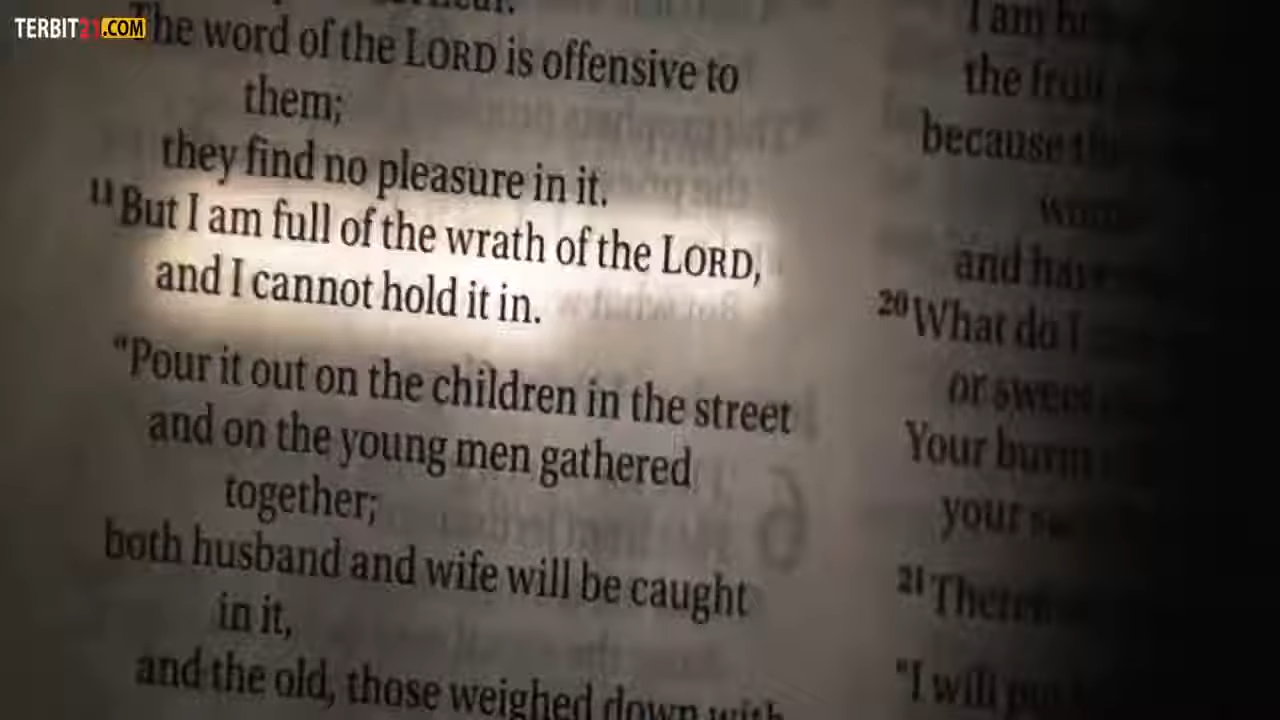 TERBIT21.COM
The word of the LORD is offensive to
them;
they find no pleasure in it.
11 But I am full of the wrath of the LORD,
and I cannot hold it in.
"Pour it out on the children in the street
and on the young men gathered
together;
both husband and wife will be caught
in it,
and the old, those weighed down with
I am
the fruit
because
and have
20 What do I
or sweet
Your
your
21
"I will